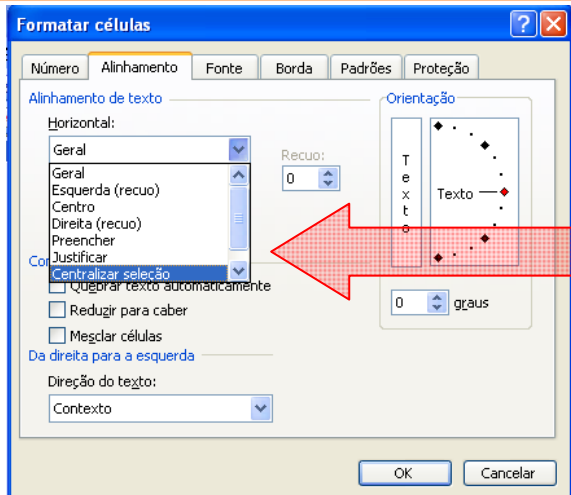 Formatar células
Número Alinhamento Fonte Borda Padrões Proteção
Alinhamento de texto
Horizontal:
Geral
Recuo:
0
Geral
Esquerda (recuo)
Centro
Direita (recuo)
Preencher
Justificar
Centralizar seleção
Co
Quebrar texto automaticamente
Reduzir para caber
Mesclar células
Da direita para a esquerda
Direção do texto:
Contexto
Orientação
Texto
Texto
0 graus
OK Cancelar